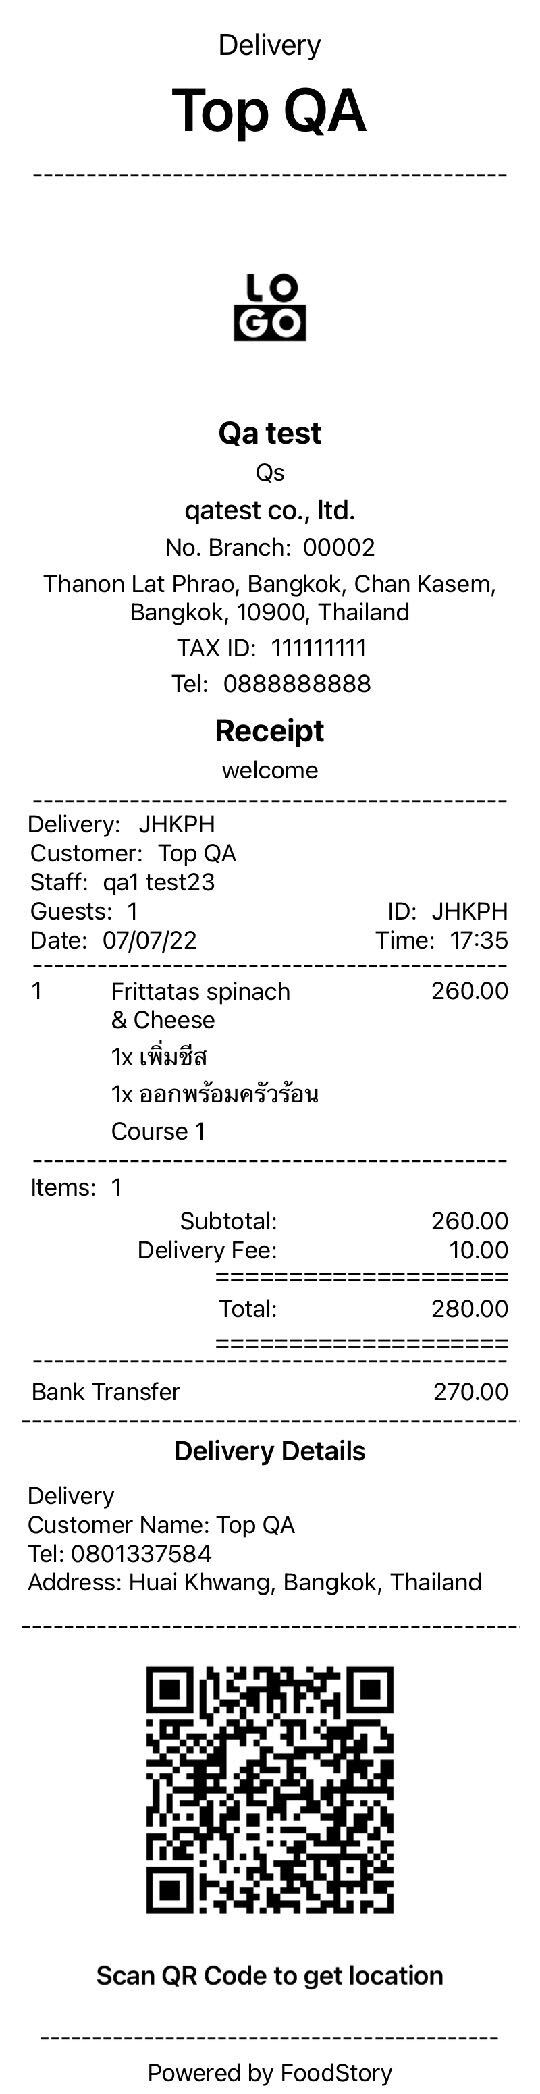 Delivery
Top QA
LO
GO
Qa test
Qs
qatest co., ltd.
No. Branch: 00002
Thanon Lat Phrao, Bangkok, Chan Kasem,
Bangkok, 10900, Thailand
TAX ID: 111111111
Tel: 0888888888
Receipt
welcome
Delivery: JHKPH
Customer: Top QA
Staff: qa1 test23
Guests: 1 ID: JHKPH
Date: 07/07/22 Time: 17:35
1 Frittatas spinach 260.00
& Cheese
1x เพิ่มชีส
1x ออกพร้อมครัวร้อน
Course 1
Items: 1
Subtotal: 260.00
Delivery Fee: 10.00
Total: 280.00
Bank Transfer 270.00
Delivery Details
Delivery
Customer Name: Top QA
Tel: 0801337584
Address: Huai Khwang, Bangkok, Thailand
Scan QR Code to get location
Powered by FoodStory